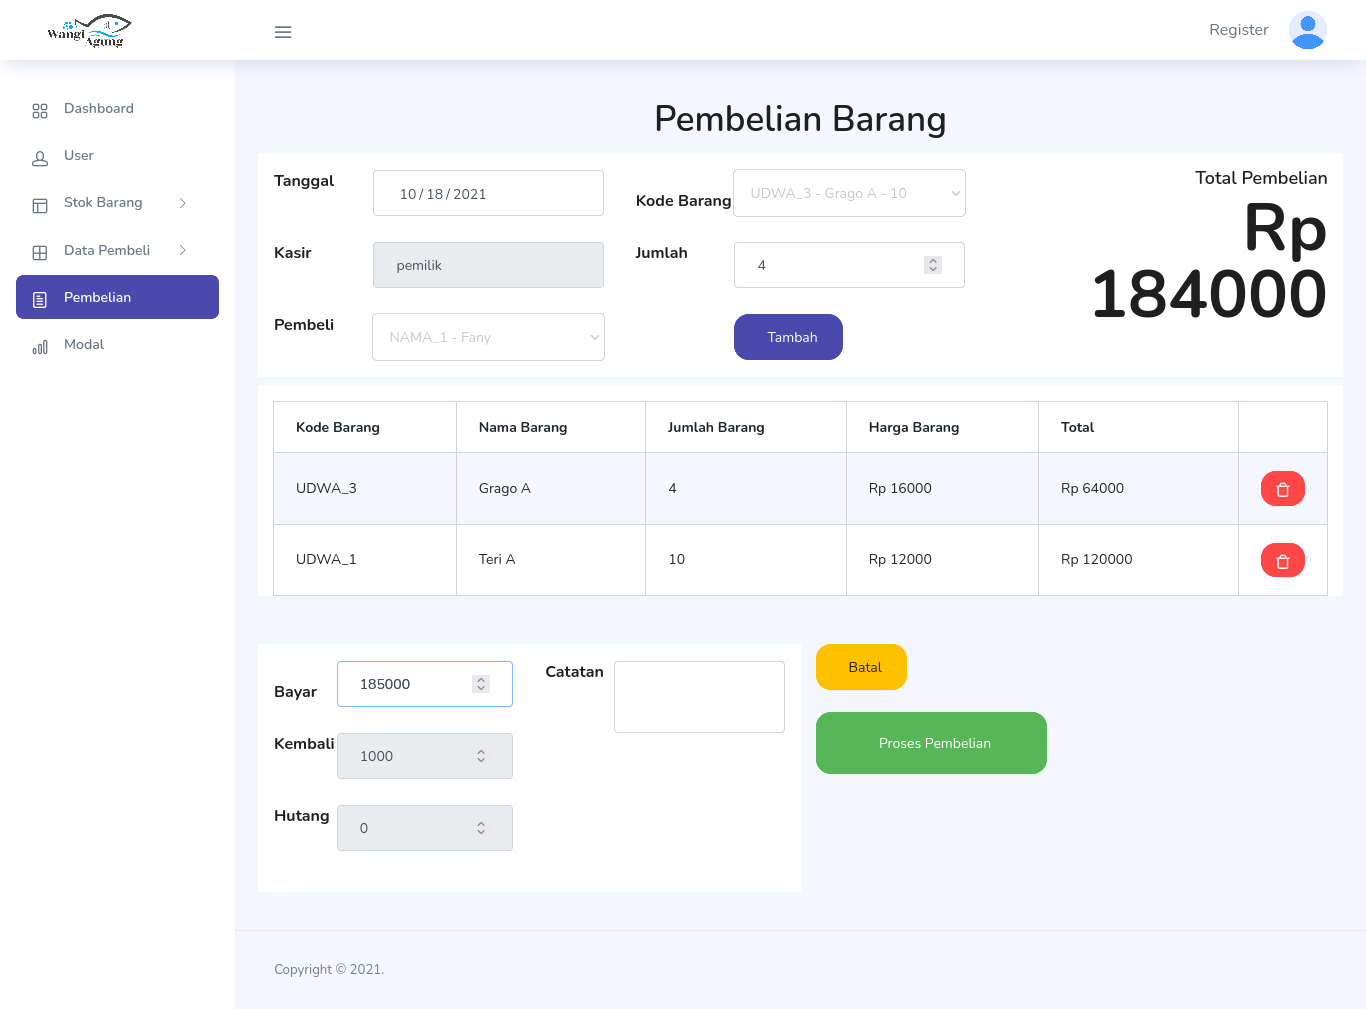 Wangi
Agung
Register
Dashboard
User
Stok Barang
Data Pembeli
Pembelian
Modal
Pembelian Barang
Tanggal
10 / 18 / 2021
Kode Barang
UDWA_3 - Grago A - 10
Kasir
pemilik
Jumlah
4
Pembeli
NAMA_1 - Fany
Tambah
Total Pembelian
Rp
184000
Kode Barang Nama Barang Jumlah Barang Harga Barang Total
UDWA_3 Grago A 4 Rp 16000 Rp 64000
UDWA_1 Teri A 10 Rp 12000 Rp 120000
Bayar
185000
Kembali
1000
Hutang
0
Catatan
Batal
Proses Pembelian
Copyright © 2021.